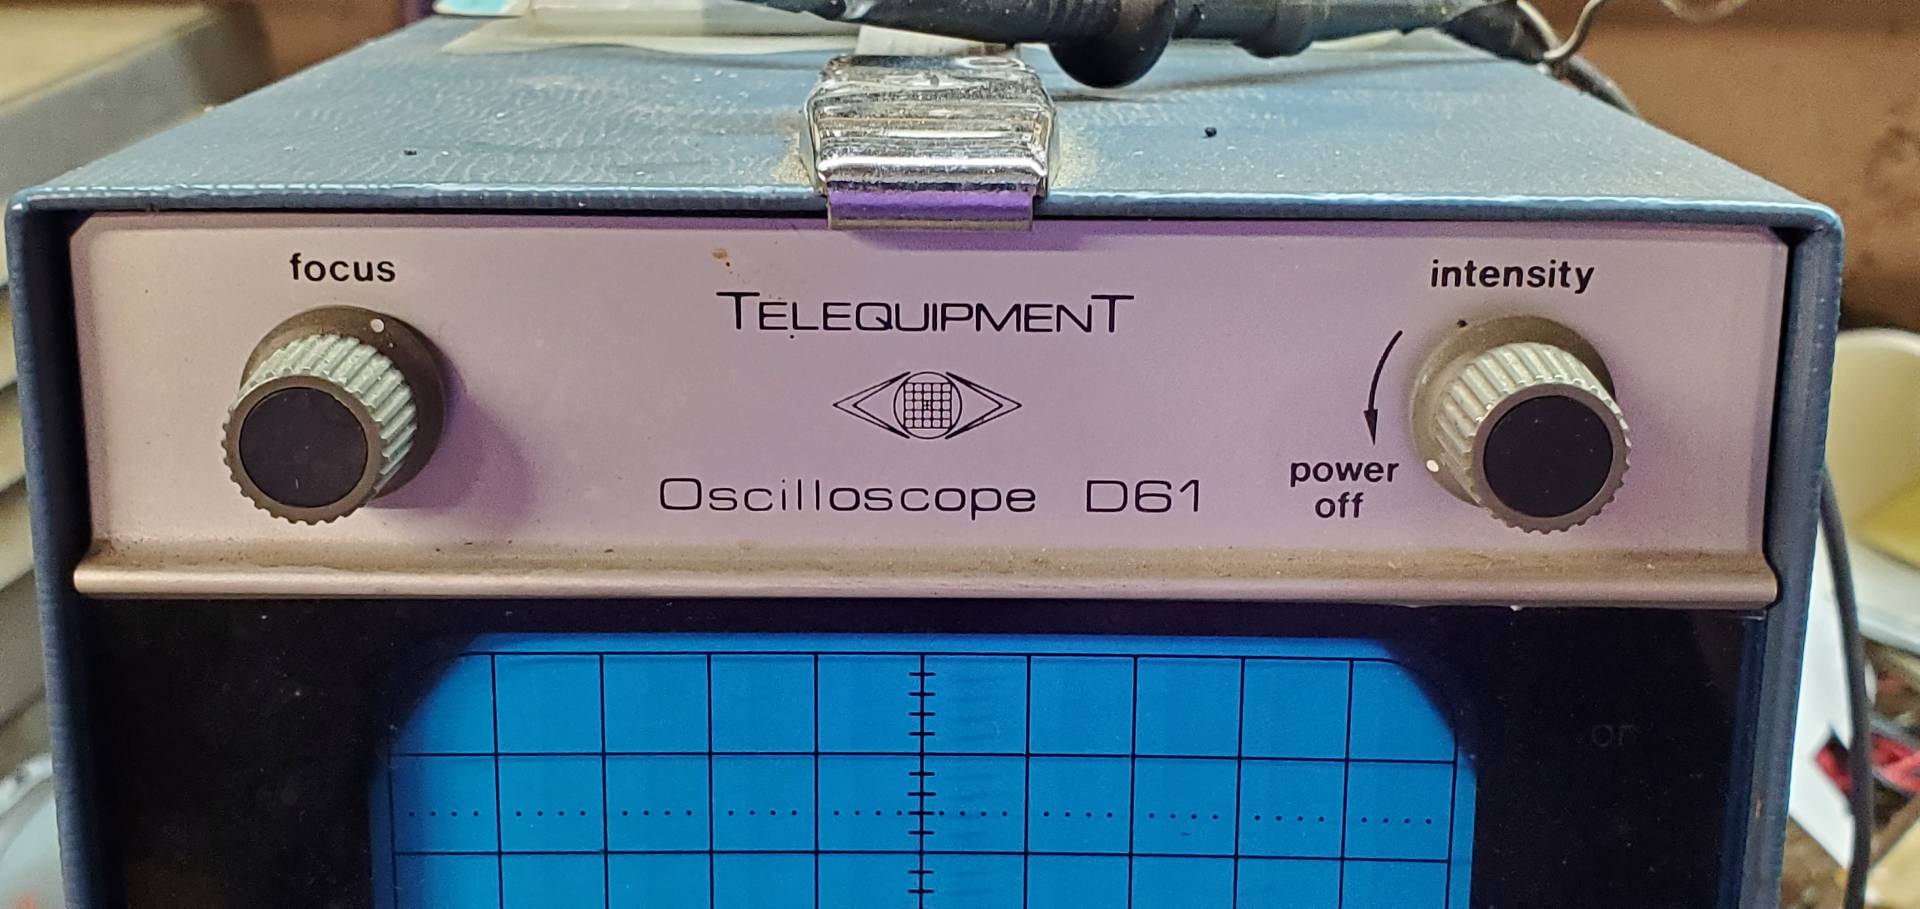 focus
TELEQUIPMENT
intensity
Oscilloscope D61
power
off